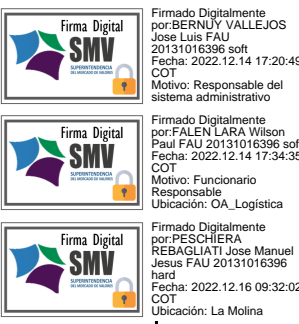 Firma Digital
SMV
SUPERINTENDENCIA
DEL MERCADO DE VALORES
Firmado Digitalmente
por:BERNUY VALLEJOS
Jose Luis FAU
20131016396 soft
Fecha: 2022.12.14 17:20:49
COT
Motivo: Responsable del
sistema administrativo
Firma Digital
SMV
SUPERINTENDENCIA
DEL MERCADO DE VALORES
Firmado Digitalmente
por:FALEN LARA Wilson
Paul FAU 20131016396 sof
Fecha: 2022.12.14 17:34:35
COT
Motivo: Funcionario
Responsable
Ubicación: OA_Logística
Firma Digital
SMV
SUPERINTENDENCIA
DEL MERCADO DE VALORES
Firmado Digitalmente
por:PESCHIERA
REBAGLIATI Jose Manuel
Jesus FAU 20131016396
hard
Fecha: 2022.12.16 09:32:02
COT
Ubicación: La Molina